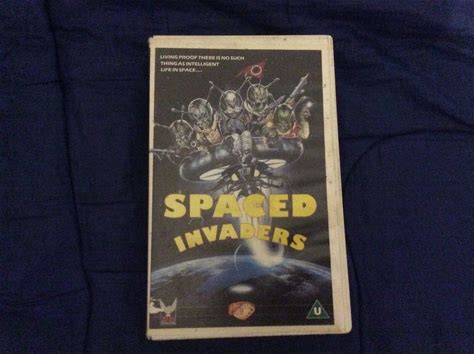 LIVING PROOF THERE IS NO SUCH
THING AS INTELLIGENT
LIFE IN SPACE....
SPACED
INVADERS
U